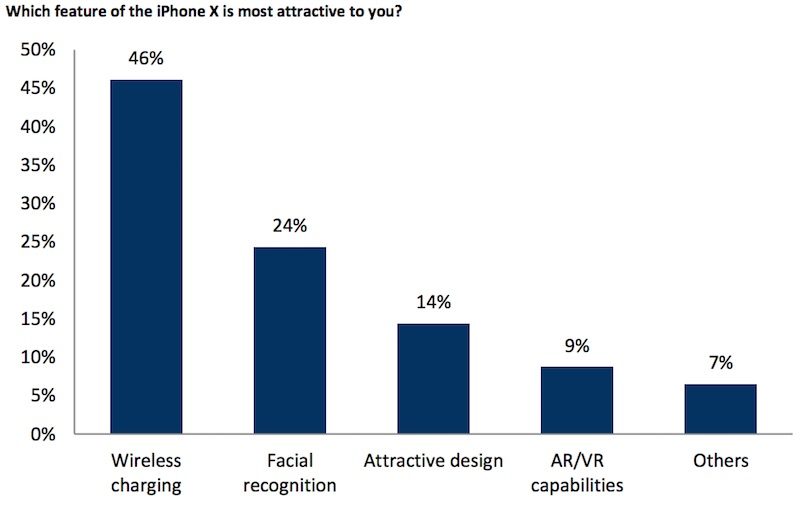 Which feature of the iPhone X is most attractive to you?
50%
46%
45%
40%
35%
30%
25%
24%
20%
15%
14%
10%
9%
7%
5%
0%
Wireless
charging
Facial
recognition
Attractive design
AR/VR
capabilities
Others